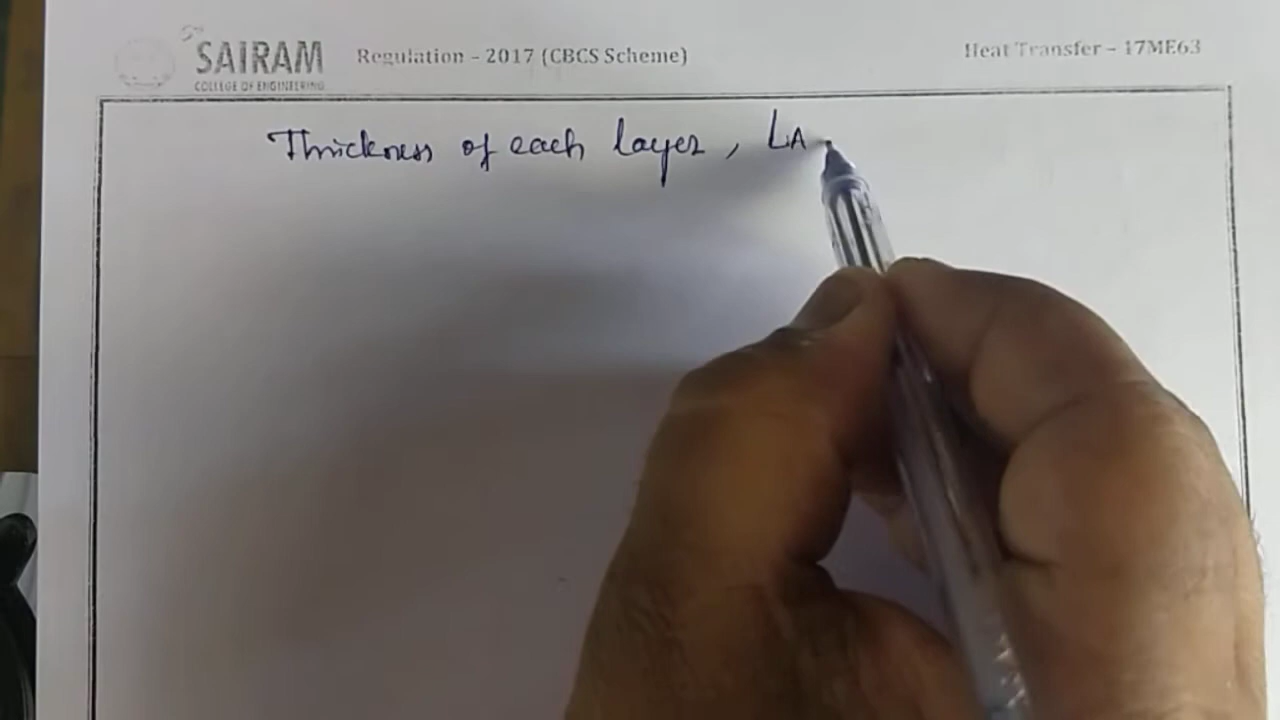 SAIRAM
COLLEGE OF ENGINEERING
Regulation - 2017 (CBCS Scheme)
Heat Transfer - 17ME63
Thickness of each layer, LA